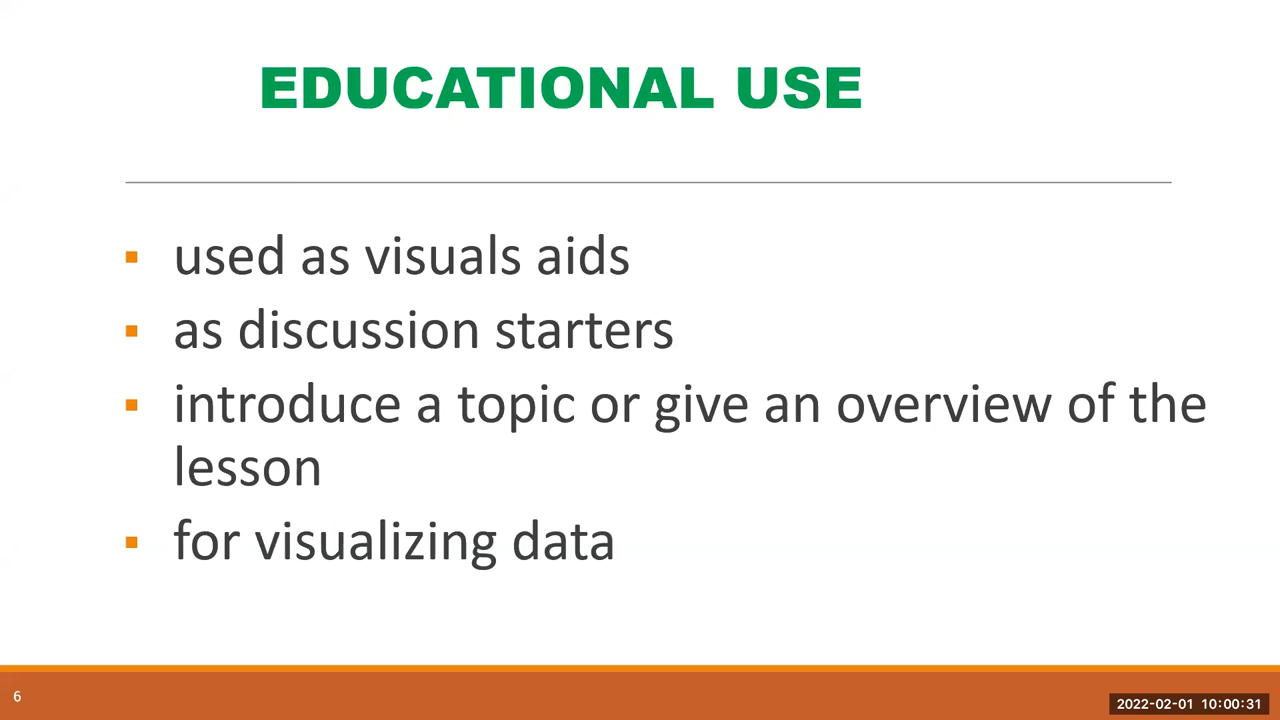 EDUCATIONAL USE
▪ used as visuals aids
▪ as discussion starters
▪ introduce a topic or give an overview of the
lesson
▪ for visualizing data
6
2022-02-01 10:00:31